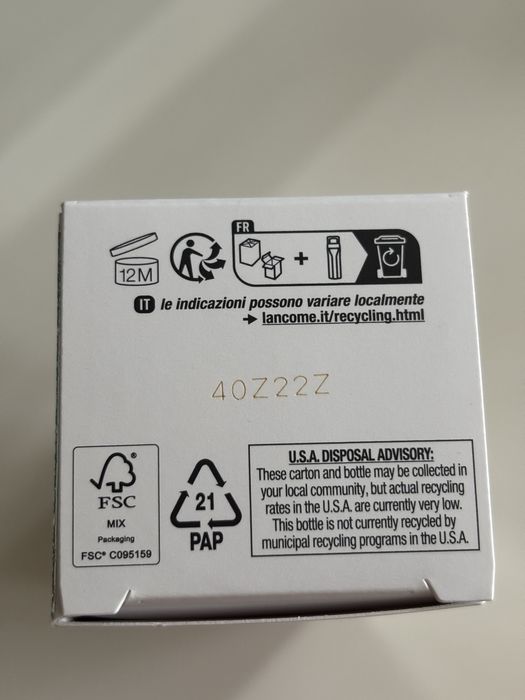 12M
FR
+
IT le indicazioni possono variare localmente
→ lancome.it/recycling.html
40Z22Z
FSC®
MIX
Packaging
FSC® C095159
21
PAP
U.S.A. DISPOSAL ADVISORY:
These carton and bottle may be collected in
your local community, but actual recycling
rates in the U.S.A. are currently very low.
This bottle is not currently recycled by
municipal recycling programs in the U.S.A.